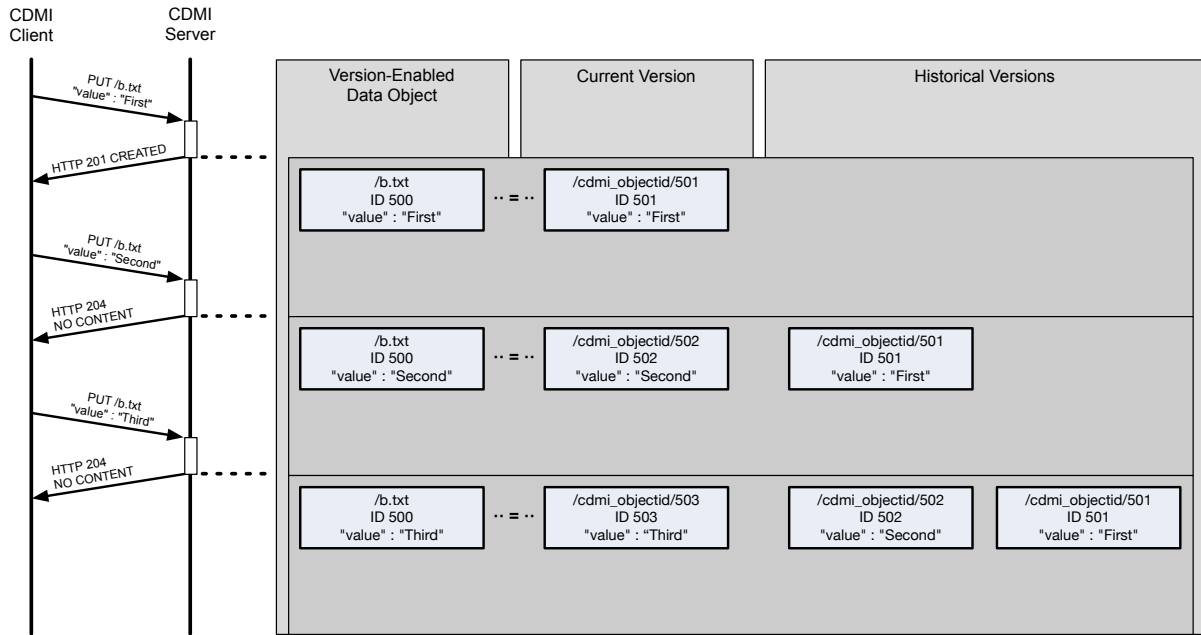 CDMI
Client
CDMI
Server
Version-Enabled
Data Object
Current Version
Historical Versions
PUT /b.txt
"value" : "First"
HTTP 201 CREATED
/b.txt
ID 500
"value" : "First"
·· = ··
/cdmi_objectid/501
ID 501
"value" : "First"
PUT /b.txt
"value" : "Second"
HTTP 204
NO CONTENT
/b.txt
ID 500
"value" : "Second"
·· = ··
/cdmi_objectid/502
ID 502
"value" : "Second"
/cdmi_objectid/501
ID 501
"value" : "First"
PUT /b.txt
"value" : "Third"
HTTP 204
NO CONTENT
/b.txt
ID 500
"value" : "Third"
·· = ··
/cdmi_objectid/503
ID 503
"value" : “Third"
/cdmi_objectid/502
ID 502
"value" : "Second"
/cdmi_objectid/501
ID 501
"value" : "First"